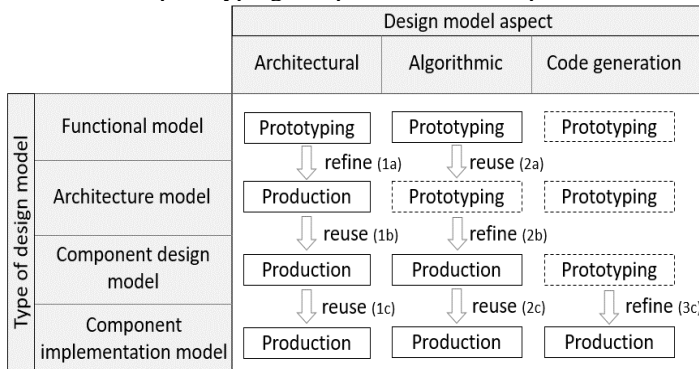 Design model aspect
Architectural Algorithmic Code generation
Type of design model
Functional model Prototyping Prototyping Prototyping
refine (1a) reuse (2a)
Architecture model Production Prototyping Prototyping
reuse (1b) refine (2b)
Component design
model
Production Production Prototyping
reuse (1c) reuse (2c) refine (3c)
Component
implementation model
Production Production Production